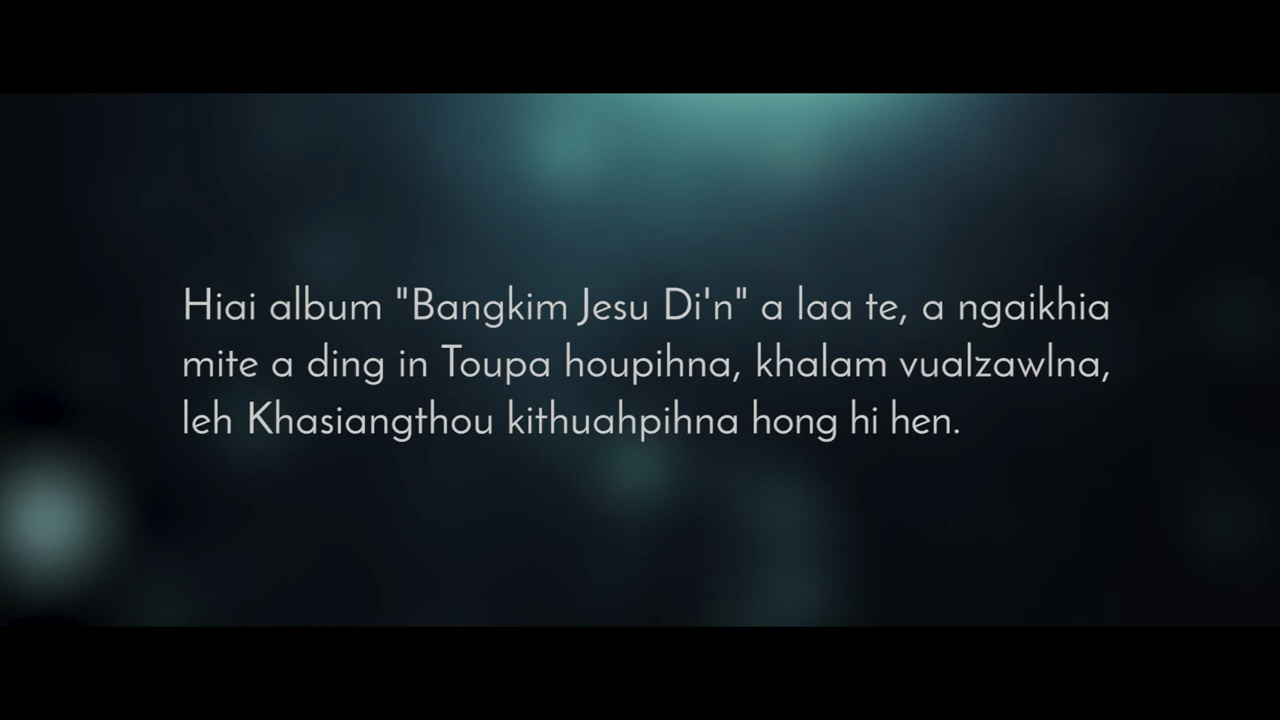 Hiai album "Bangkim Jesu Di'n" a laa te, a ngaikhia
mite a ding in Toupa houpihna, khalam vualzawlna,
leh Khasiangthou kithuahpihna hong hi hen.